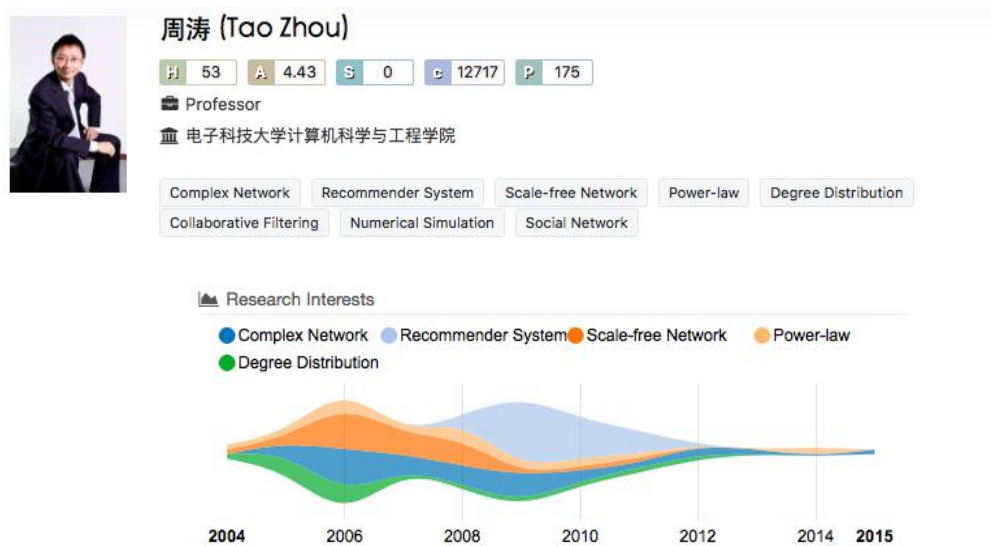 周涛 (Tao Zhou)
H 53 A 4.43 S 0 c 12717 P 175
Professor
电子科技大学计算机科学与工程学院
Complex Network Recommender System Scale-free Network Power-law Degree Distribution
Collaborative Filtering Numerical Simulation Social Network
Research Interests
Complex Network Recommender System Scale-free Network Power-law
Degree Distribution
2004 2006 2008 2010 2012 2014 2015